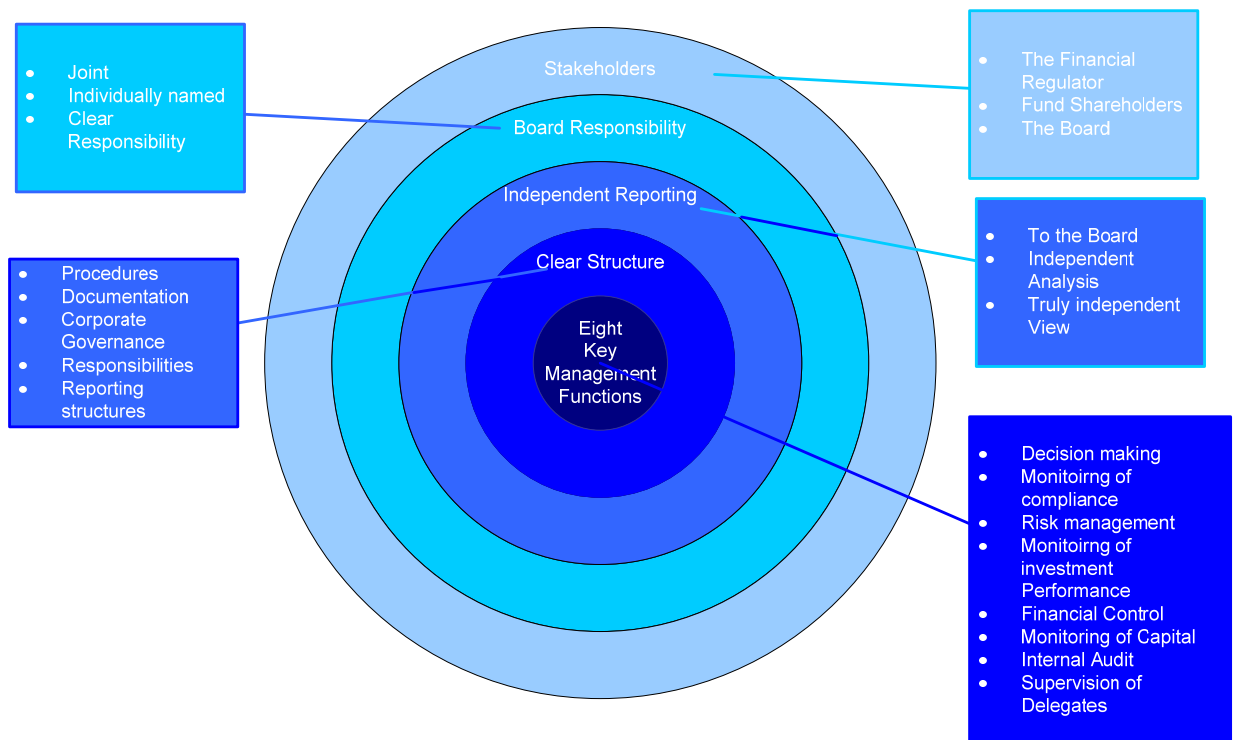 • Joint
• Individually named
• Clear
Responsibility
Stakeholders
Board Responsibility
Independent Reporting
Clear Structure
Eight
Key
Management
Functions
• The Financial
Regulator
• Fund Shareholders
• The Board
• To the Board
• Independent
Analysis
• Truly independent
View
• Procedures
• Documentation
• Corporate
Governance
• Responsibilities
• Reporting
structures
• Decision making
• Monitoirng of
compliance
• Risk management
• Monitoirng of
investment
Performance
• Financial Control
• Monitoring of Capital
• Internal Audit
• Supervision of
Delegates